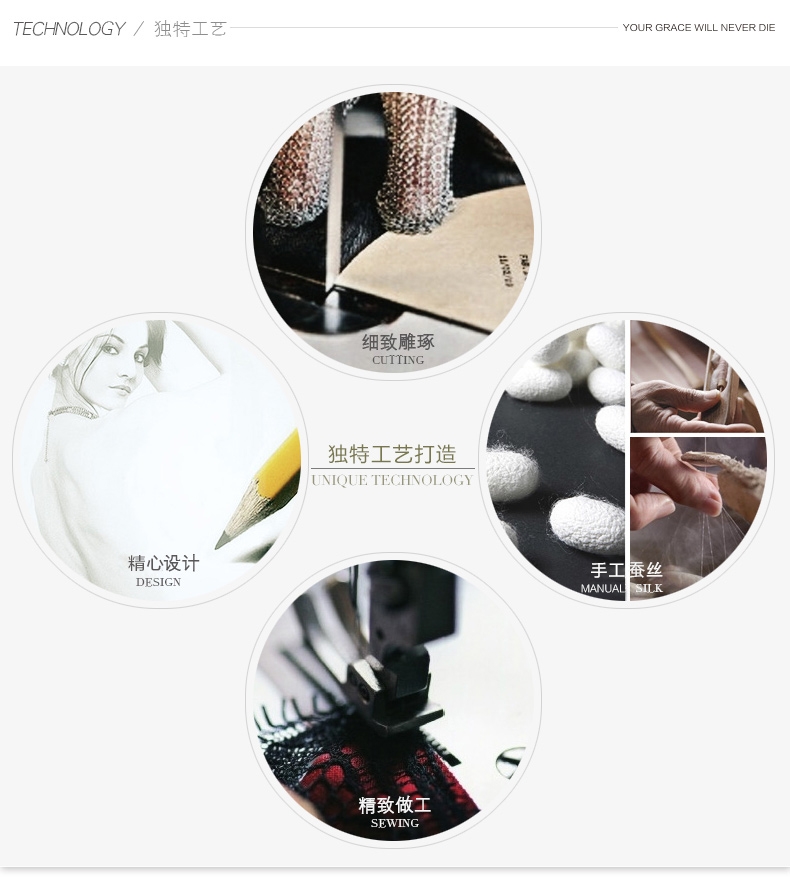 TECHNOLOGY / 独特工艺
YOUR GRACE WILL NEVER DIE
细致雕琢
CUTTING
独特工艺打造
UNIQUE TECHNOLOGY
精心设计
DESIGN
手工蚕丝
MANUAL SILK
精致做工
SEWING